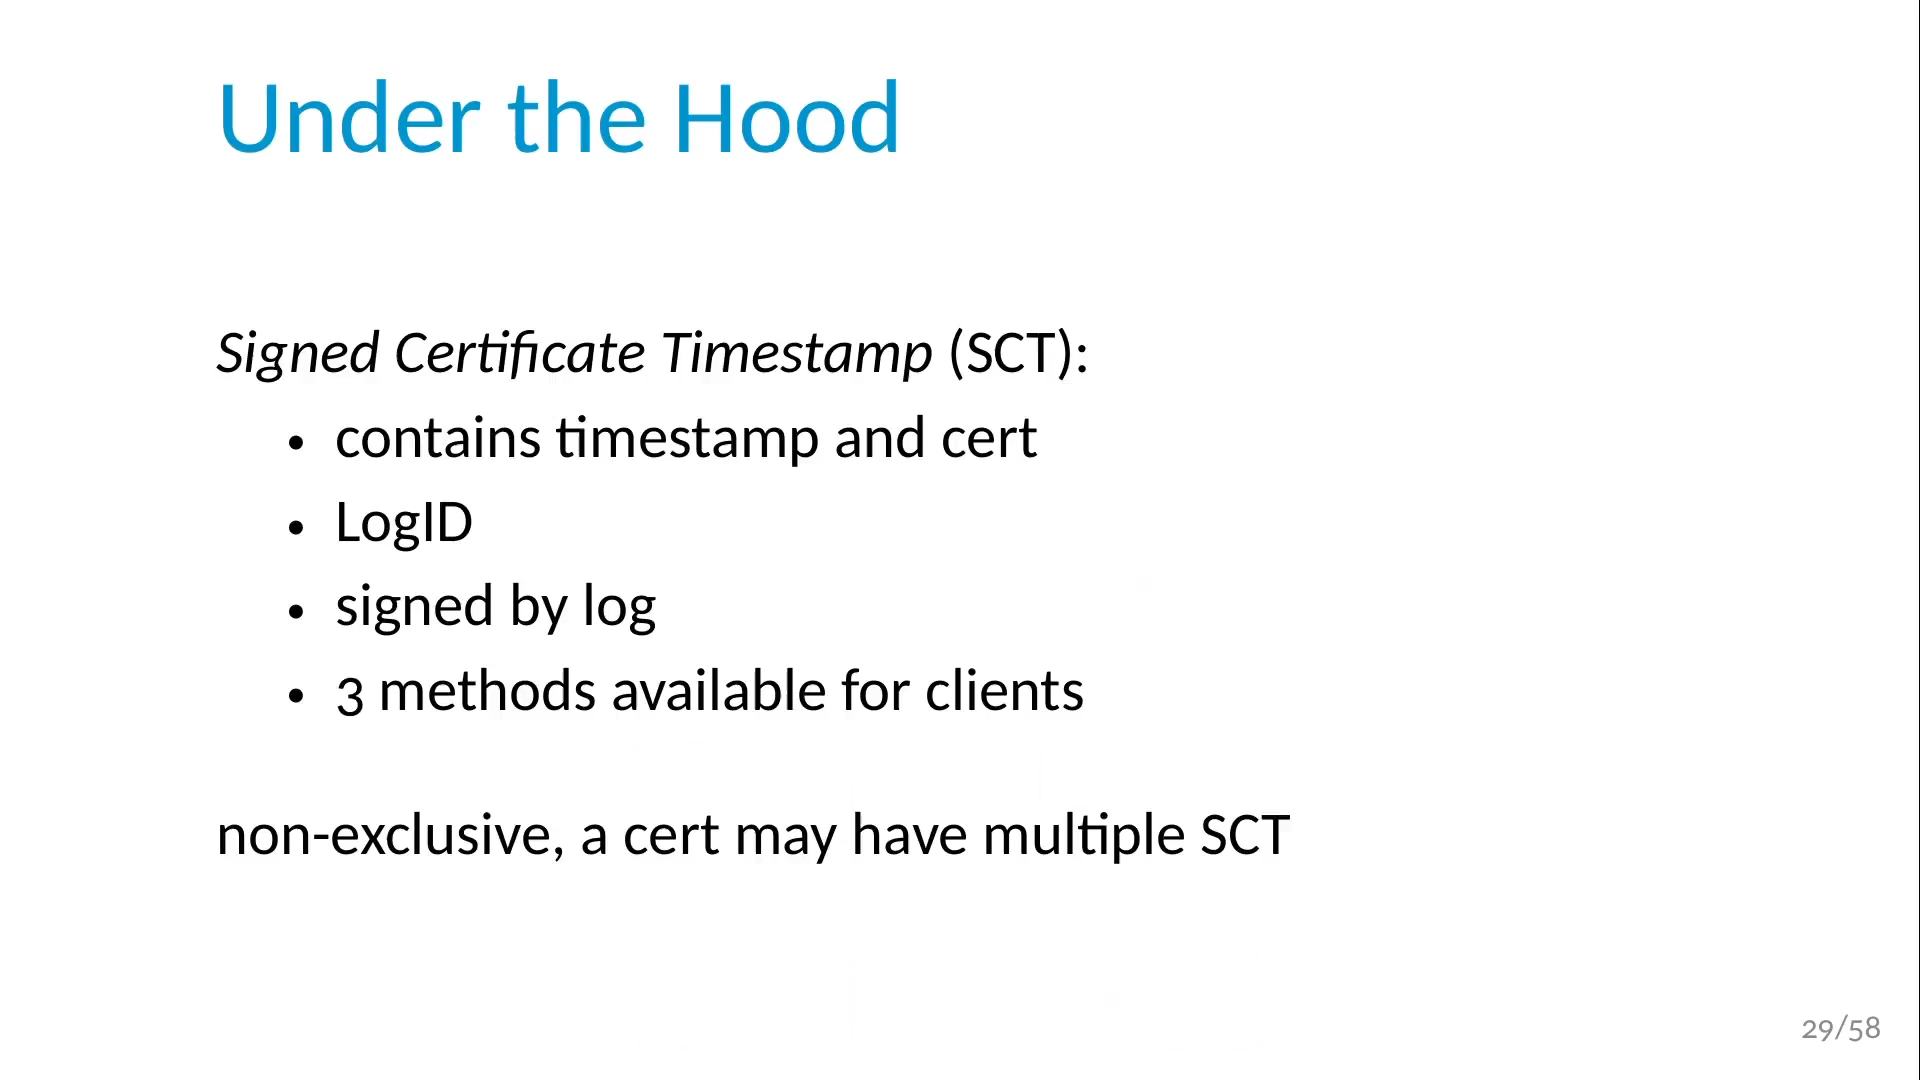 Under the Hood
Signed Certificate Timestamp (SCT):
• contains timestamp and cert
• LogID
• signed by log
• 3 methods available for clients
non-exclusive, a cert may have multiple SCT
29/58